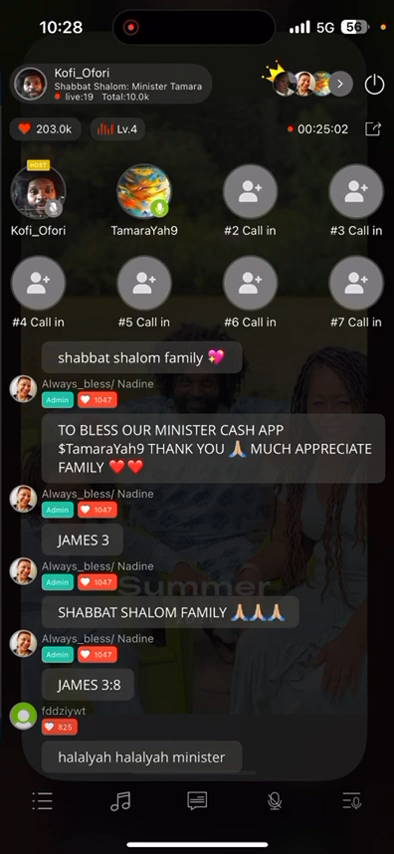 10:28
5G 56
Kofi_Ofori
Shabbat Shalom: Minister Tamara
live:19 Total:10.0k
203.0k
Lv.4
00:25:02
HOST
Kofi_Ofori
TamaraYah9
#2 Call in
#3 Call in
#4 Call in
#5 Call in
#6 Call in
#7 Call in
shabbat shalom family 💖
Always_bless/ Nadine
Admin 1047
TO BLESS OUR MINISTER CASH APP
$TamaraYah9 THANK YOU 🙏🏼 MUCH APPRECIATE
FAMILY ❤️❤️
Always_bless/ Nadine
Admin 1047
JAMES 3
Always_bless/ Nadine
Admin 1047
Summer
SHABBAT SHALOM FAMILY 🙏🏼🙏🏼🙏🏼
Always_bless/ Nadine
Admin 1047
JAMES 3:8
fddziywt
825
halalyah halalyah minister